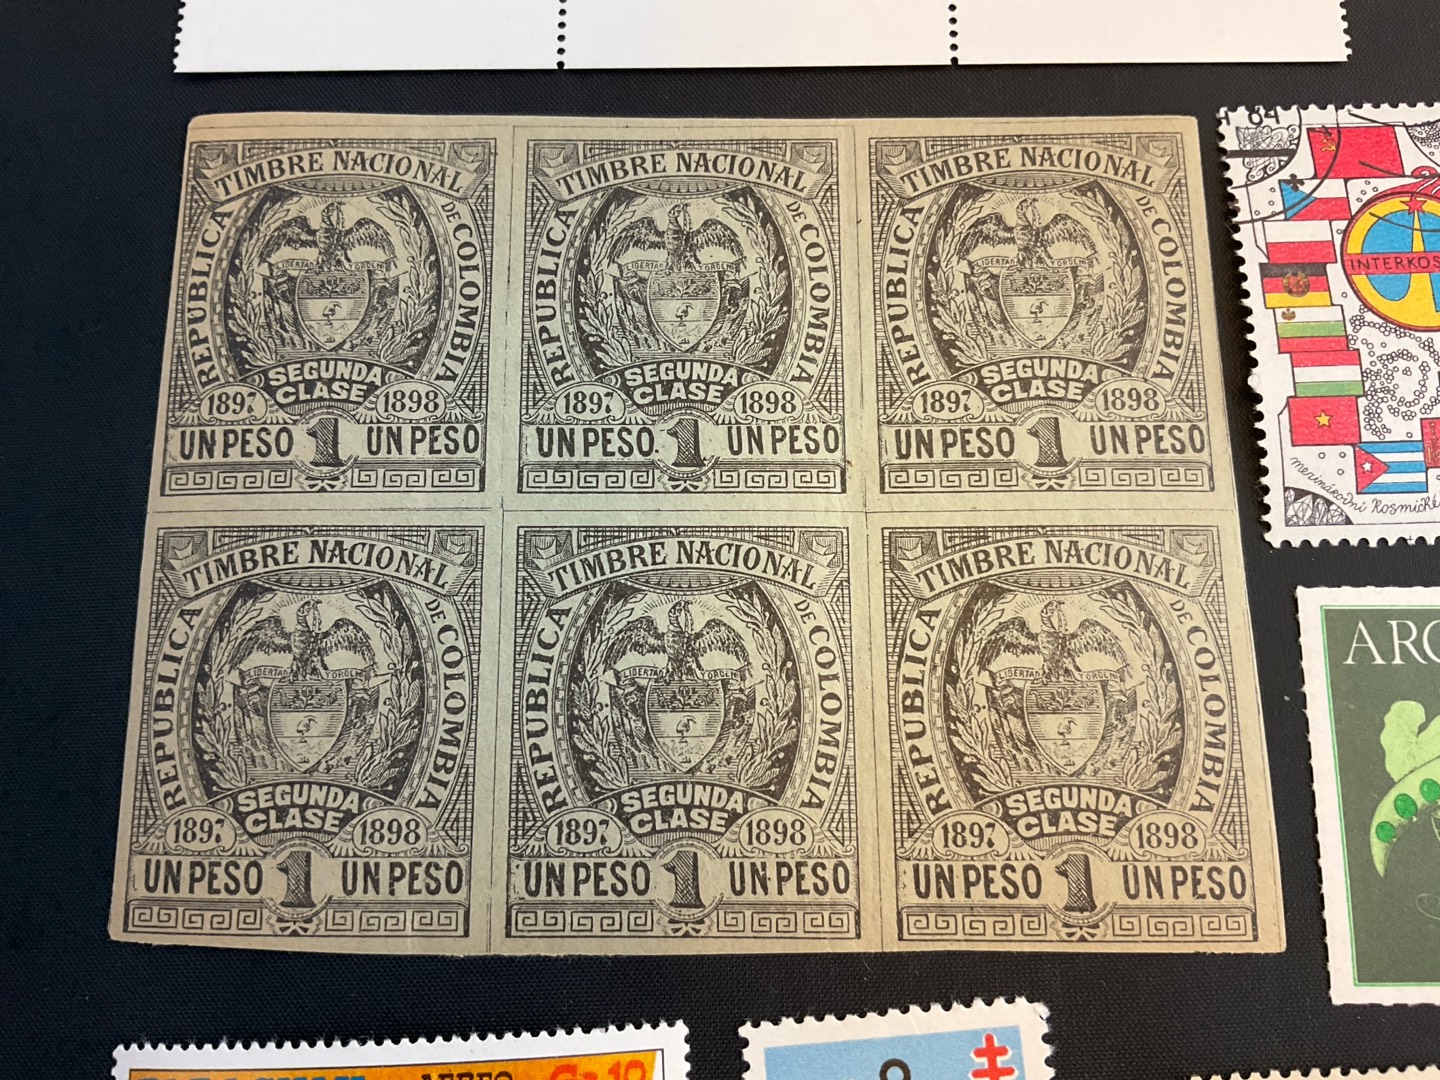 TIMBRE NACIONAL
REPUBLICA DE COLOMBIA
LIBERTAD Y ORDEN
SEGUNDA
CLASE
1897 1898
UN PESO 1 UN PESO
TIMBRE NACIONAL
REPUBLICA DE COLOMBIA
LIBERTAD Y ORDEN
SEGUNDA
CLASE
1897 1898
UN PESO 1 UN PESO
TIMBRE NACIONAL
REPUBLICA DE COLOMBIA
LIBERTAD Y ORDEN
SEGUNDA
CLASE
1897 1898
UN PESO 1 UN PESO
TIMBRE NACIONAL
REPUBLICA DE COLOMBIA
LIBERTAD Y ORDEN
SEGUNDA
CLASE
1897 1898
UN PESO 1 UN PESO
TIMBRE NACIONAL
REPUBLICA DE COLOMBIA
LIBERTAD Y ORDEN
SEGUNDA
CLASE
1897 1898
UN PESO 1 UN PESO
TIMBRE NACIONAL
REPUBLICA DE COLOMBIA
LIBERTAD Y ORDEN
SEGUNDA
CLASE
1897 1898
UN PESO 1 UN PESO
84
INTERKOS
mezinárodní kosmické
ARG
AEREO